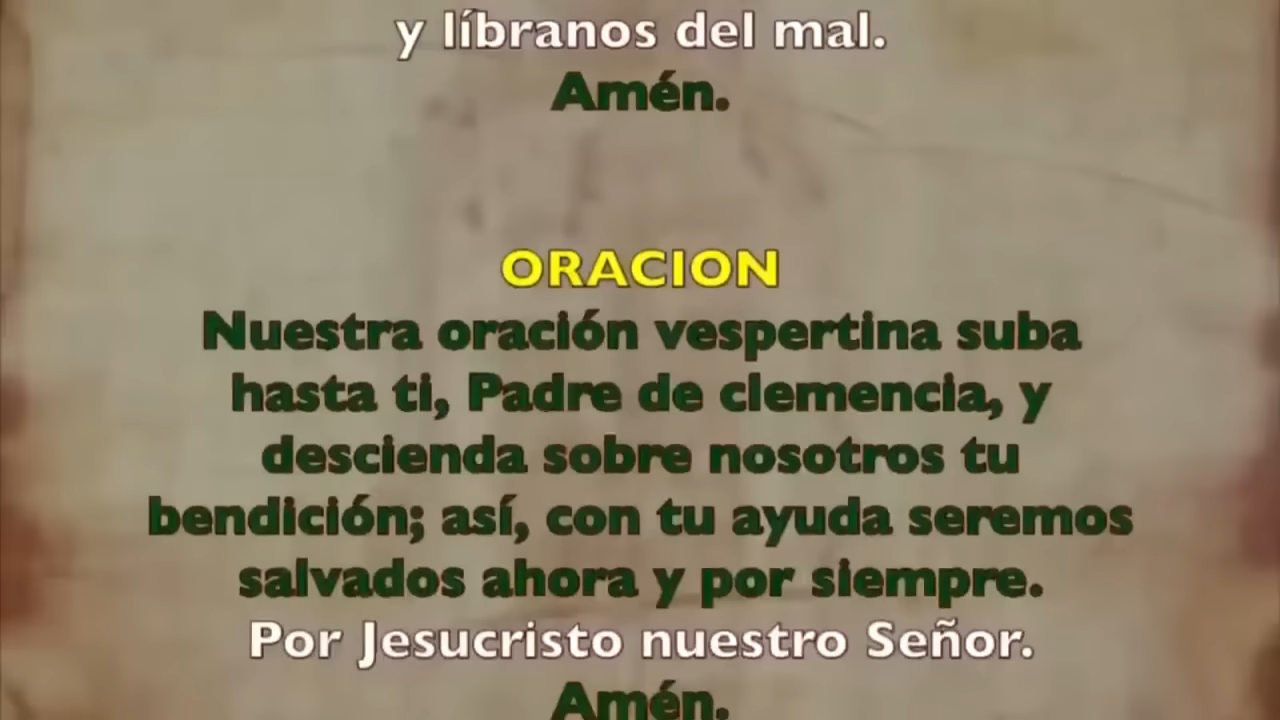 y líbranos del mal.
Amén.
ORACION
Nuestra oración vespertina suba
hasta ti, Padre de clemencia, y
descienda sobre nosotros tu
bendición; así, con tu ayuda seremos
salvados ahora y por siempre.
Por Jesucristo nuestro Señor.
Amén.